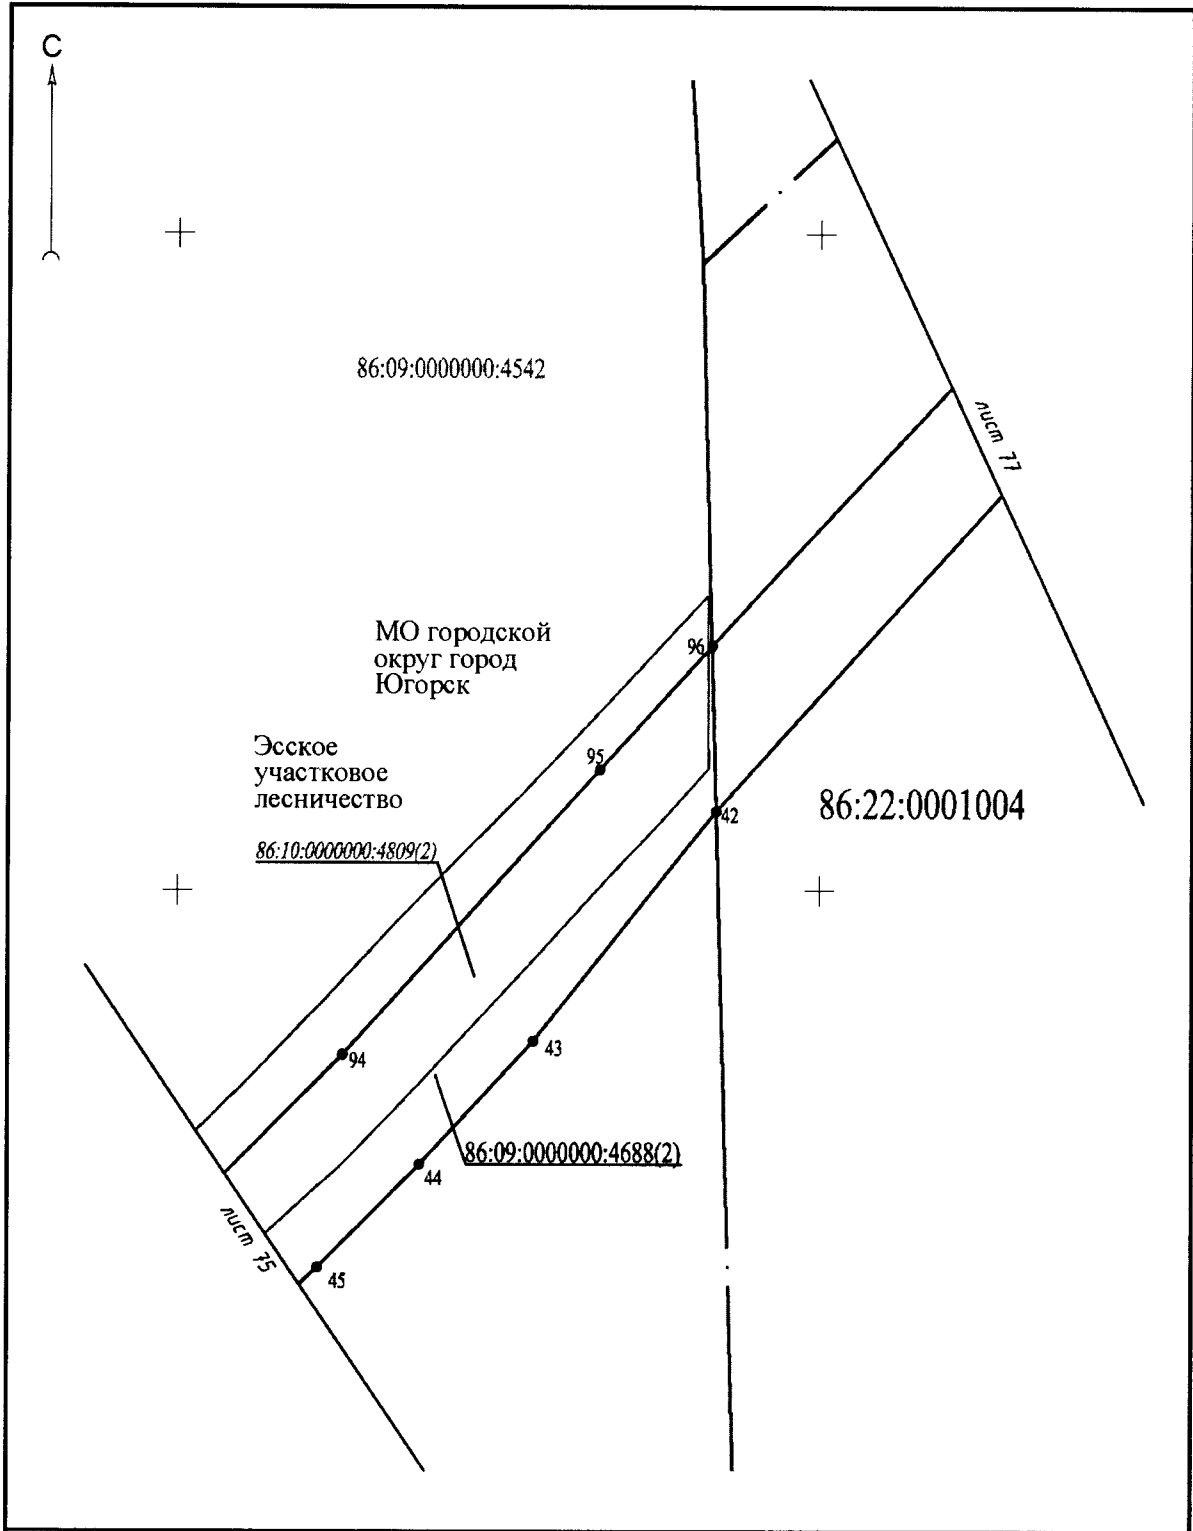 С
86:09:0000000:4542
лист 77
МО городской
округ город
Югорск
96
Эсское
участковое
лесничество
95
42
86:22:0001004
86:10:0000000:4809(2)
94
43
86:09:0000000:4688(2)
44
лист 75
45